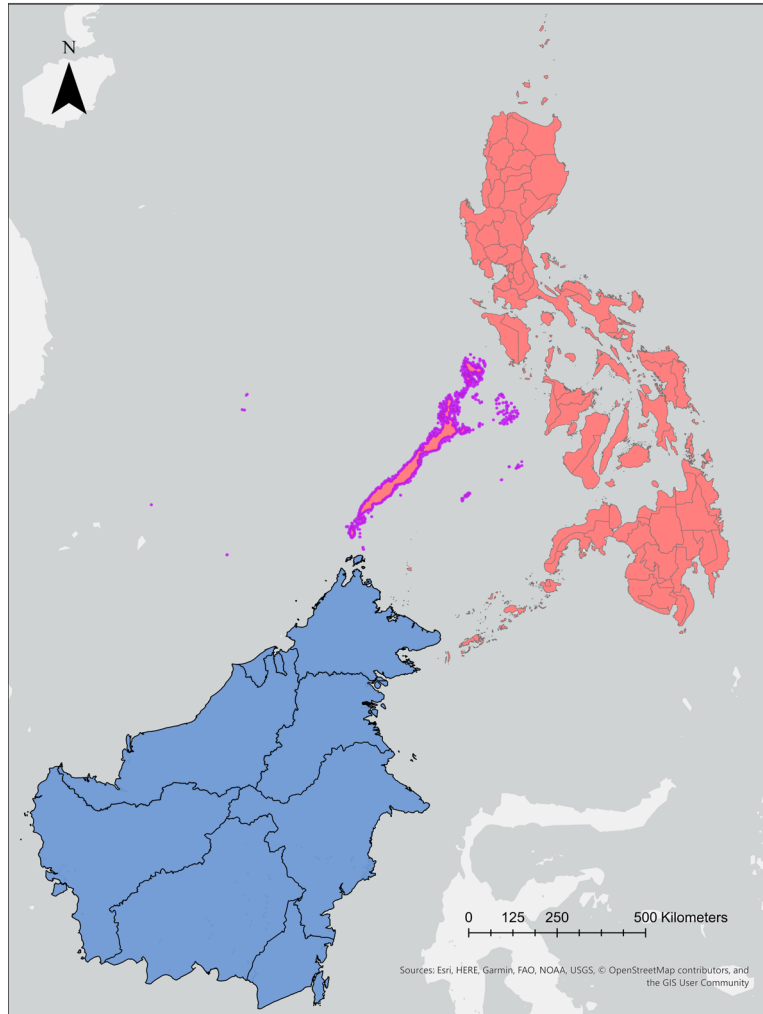 N
0 125 250 500 Kilometers
Sources: Esri, HERE, Garmin, FAO, NOAA, USGS, © OpenStreetMap contributors, and
the GIS User Community